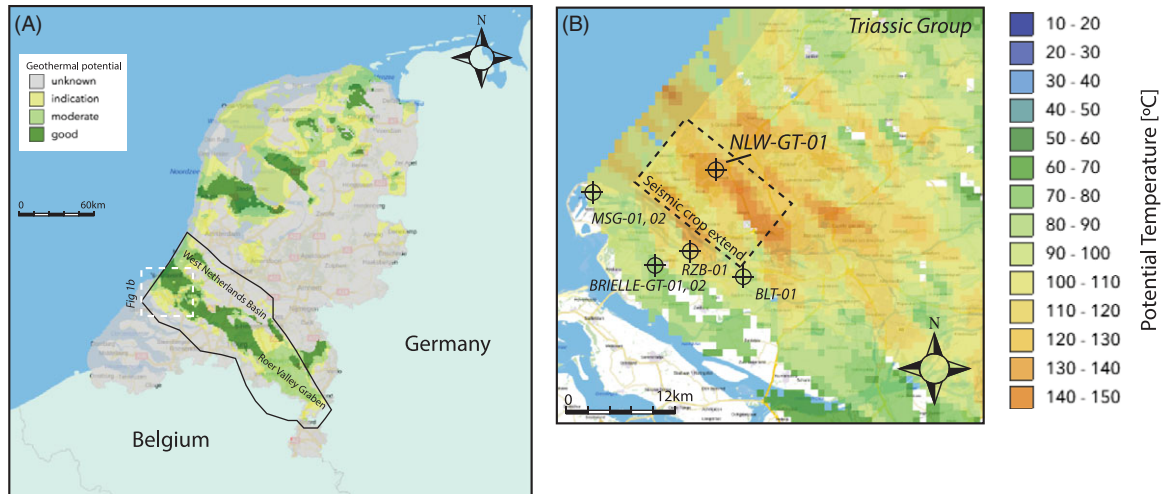 (A)
N
Geothermal potential
unknown
indication
moderate
good
Noordzee
0
60km
Fig 1b
West Netherlands Basin
Roer Valley Graben
Germany
Belgium
(B)
Triassic Group
NLW-GT-01
Seismic crop extend
MSG-01, 02
RZB-01
BRIELLE-GT-01, 02
BLT-01
N
0
12km
10 - 20
20 - 30
30 - 40
40 - 50
50 - 60
60 - 70
70 - 80
80 - 90
90 - 100
100 - 110
110 - 120
120 - 130
130 - 140
140 - 150
Potential Temperature [ºC]